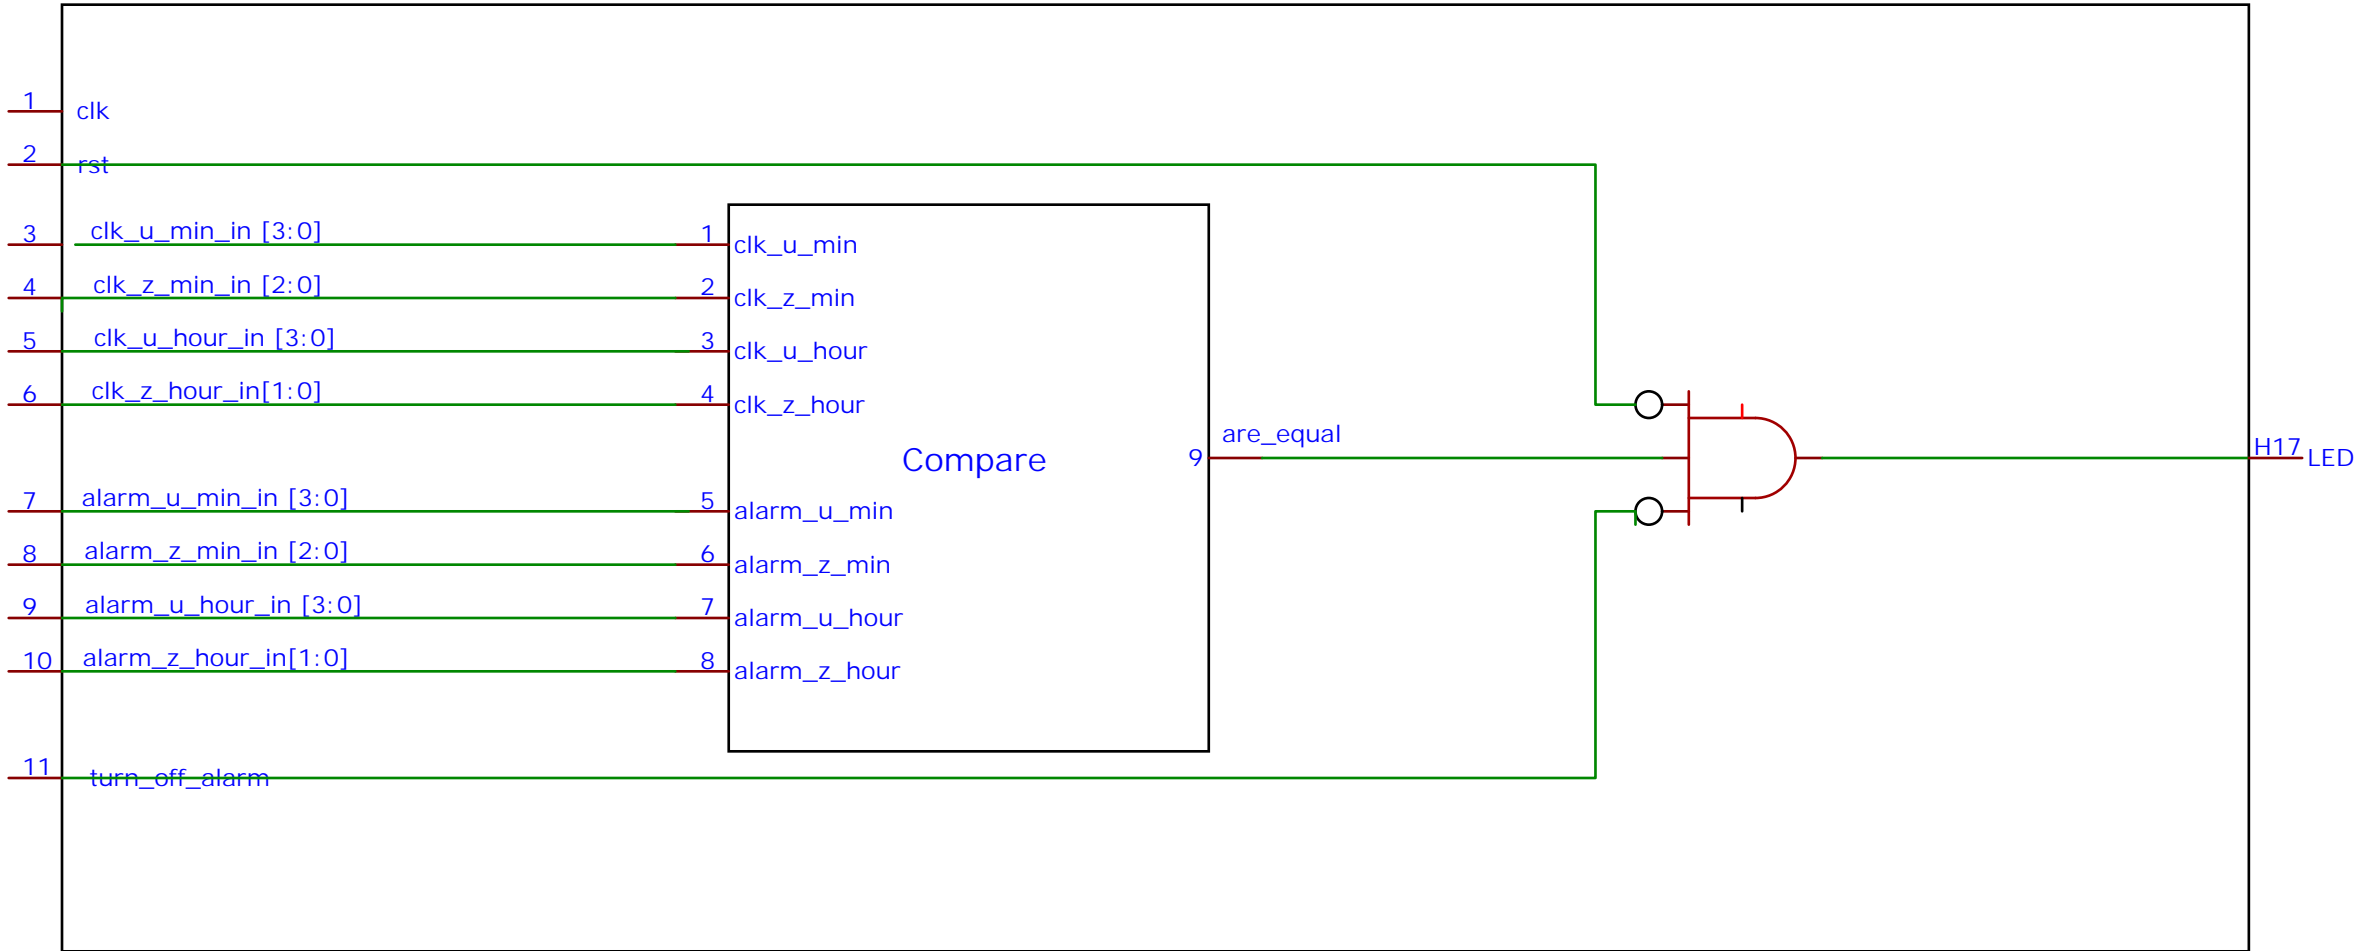 1 clk
2 rst
3 clk_u_min_in [3:0] 1 clk_u_min
4 clk_z_min_in [2:0] 2 clk_z_min
5 clk_u_hour_in [3:0] 3 clk_u_hour
6 clk_z_hour_in[1:0] 4 clk_z_hour
are_equal
Compare 9 H17 LED
7 alarm_u_min_in [3:0] 5 alarm_u_min
8 alarm_z_min_in [2:0] 6 alarm_z_min
9 alarm_u_hour_in [3:0] 7 alarm_u_hour
10 alarm_z_hour_in[1:0] 8 alarm_z_hour
11 turn_off_alarm